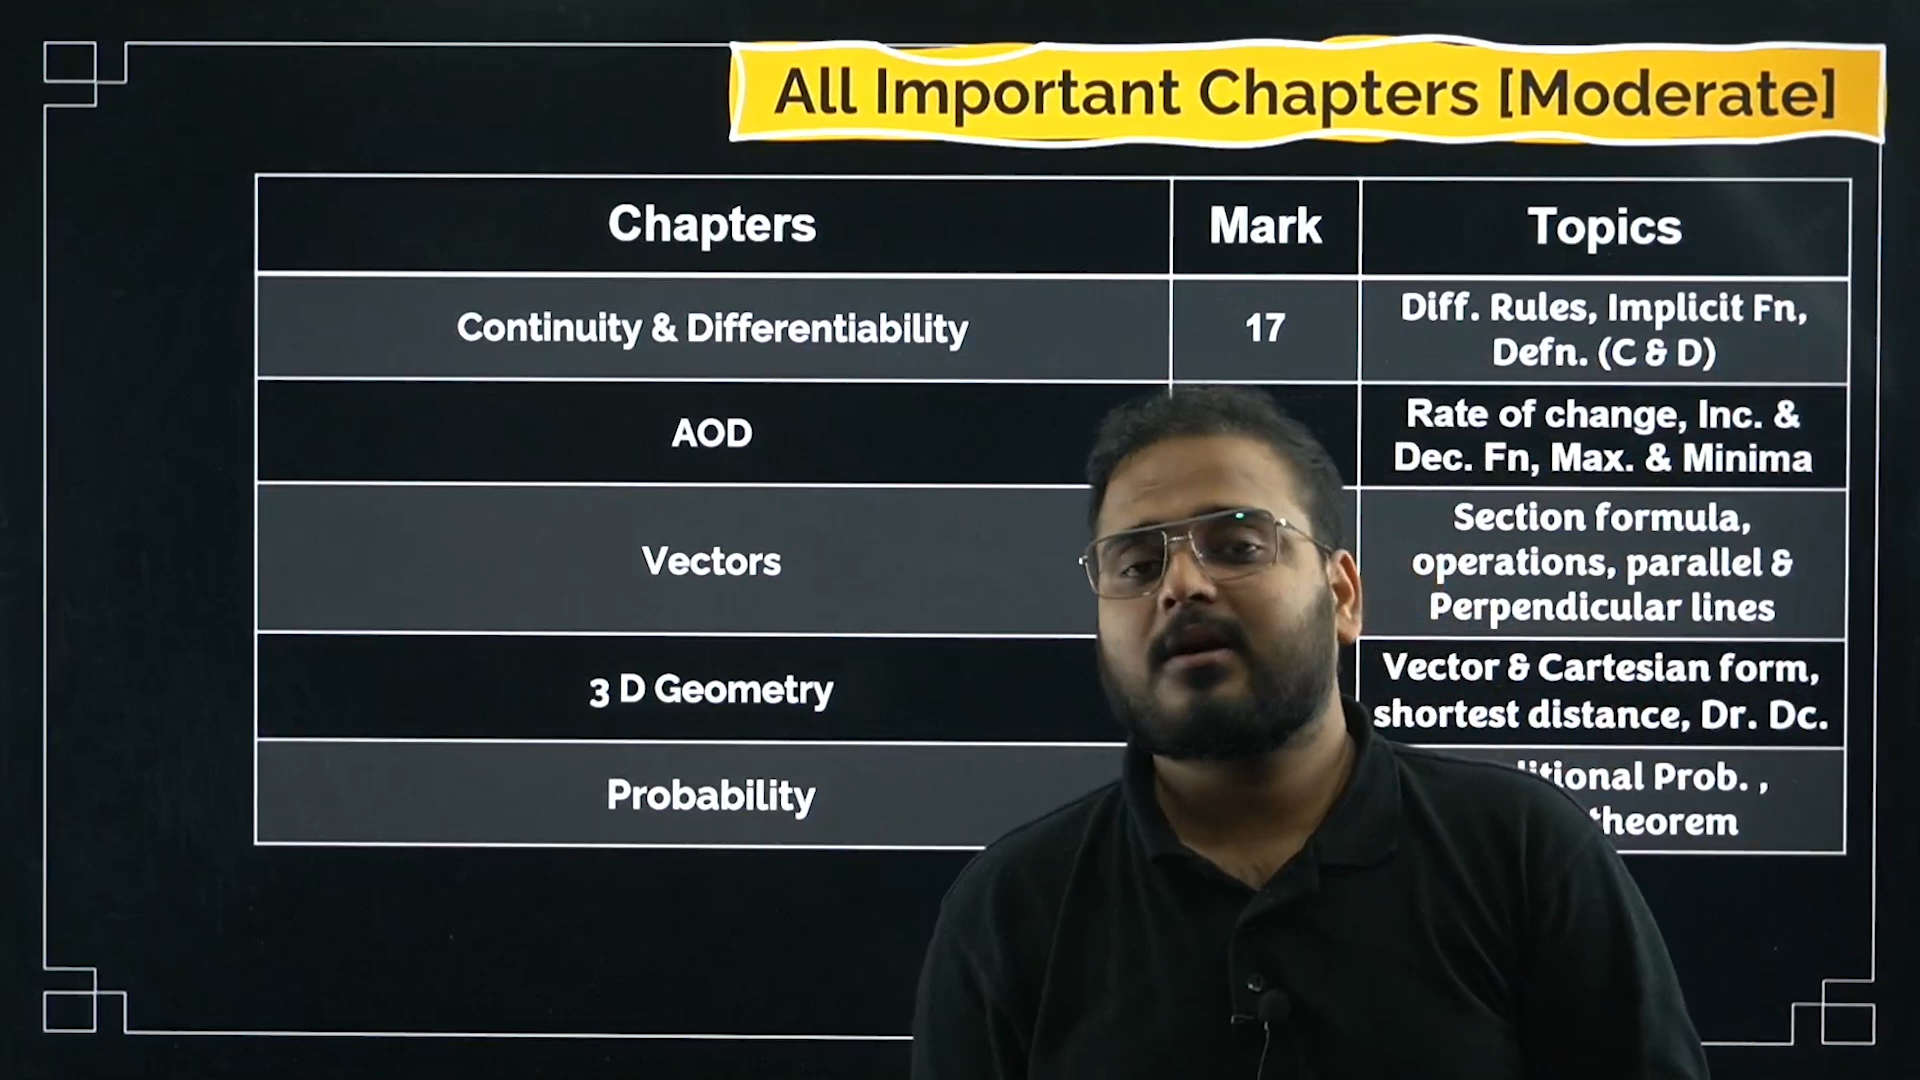 All Important Chapters [Moderate]
Chapters Mark Topics
Continuity & Differentiability 17 Diff. Rules, Implicit Fn,
Defn. (C & D)
AOD Rate of change, Inc. &
Dec. Fn, Max. & Minima
Vectors Section formula,
operations, parallel &
Perpendicular lines
3 D Geometry Vector & Cartesian form,
shortest distance, Dr. Dc.
Probability Prob. ,
theorem